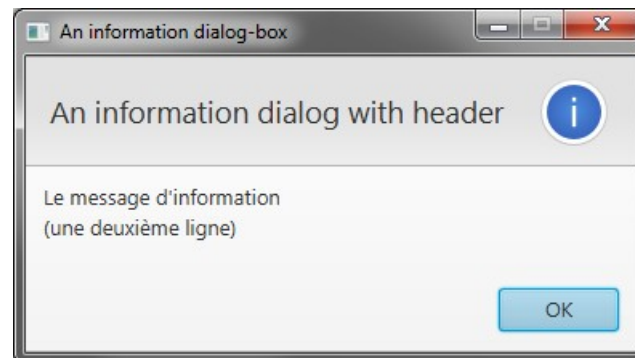 An information dialog-box
An information dialog with header
i
Le message d'information
(une deuxième ligne)
OK